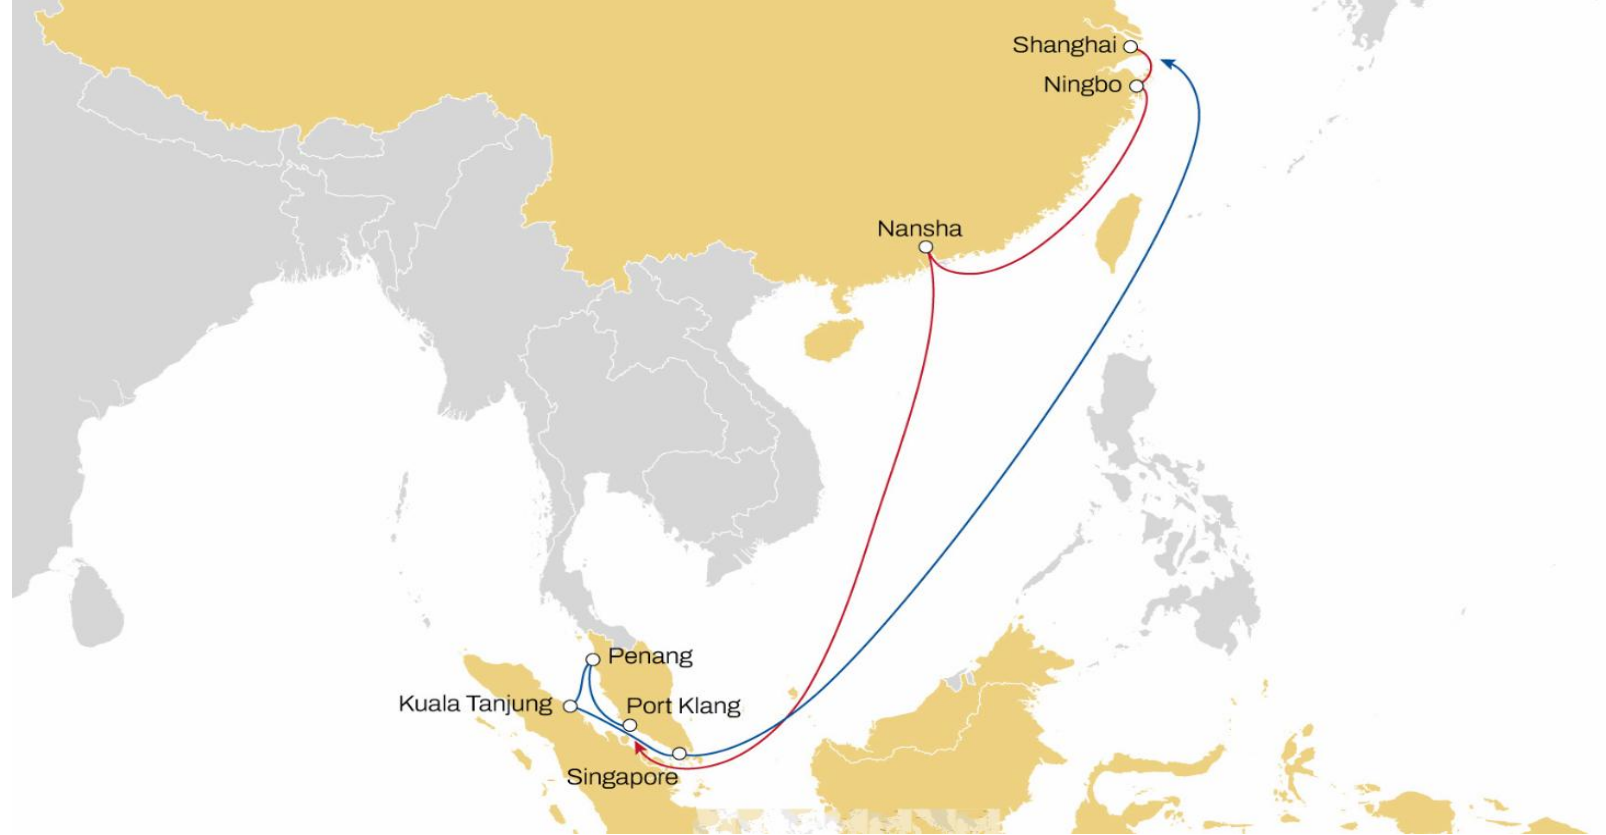 Shanghai
Ningbo
Nansha
Penang
Kuala Tanjung
Port Klang
Singapore